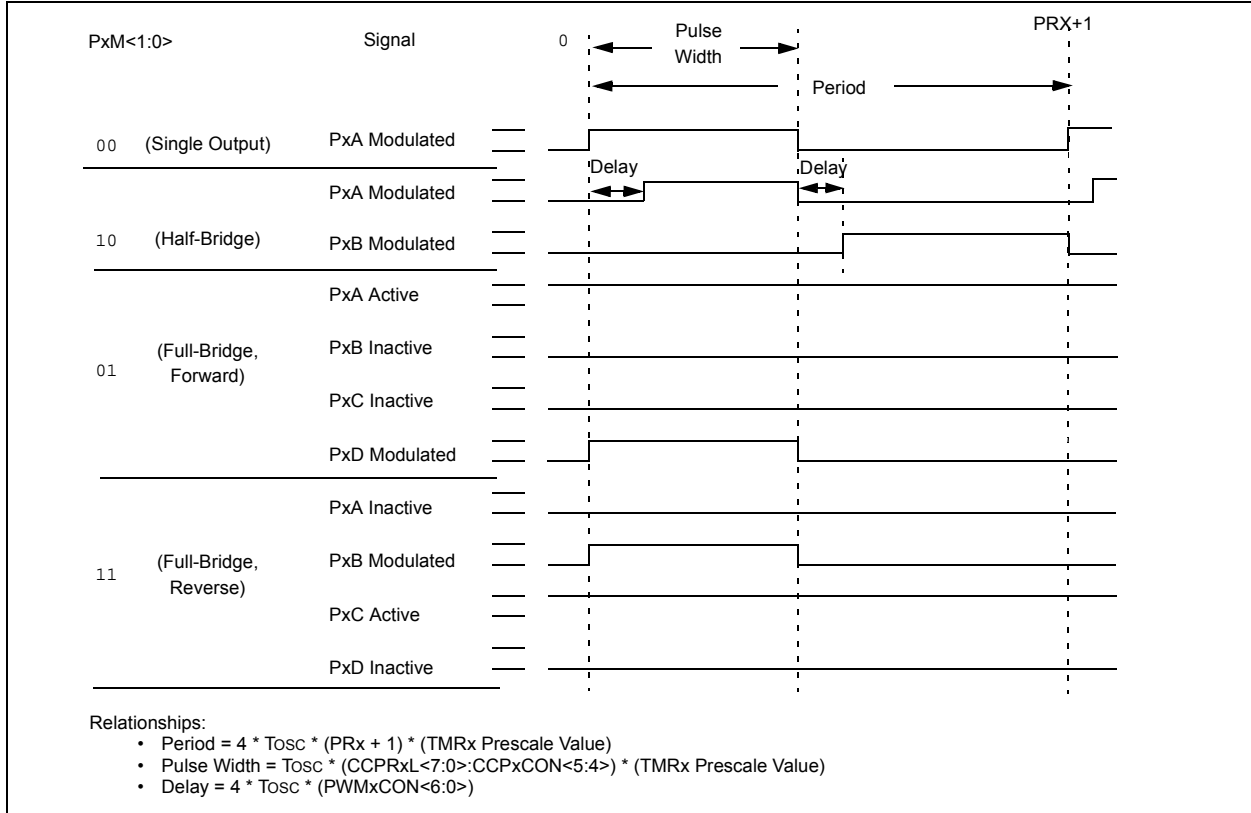 PxM<1:0> Signal 0 Pulse Width PRX+1
Period
00 (Single Output) PxA Modulated
Delay Delay
PxA Modulated
10 (Half-Bridge) PxB Modulated
PxA Active
(Full-Bridge, PxB Inactive
01 Forward)
PxC Inactive
PxD Modulated
PxA Inactive
(Full-Bridge, PxB Modulated
11 Reverse)
PxC Active
PxD Inactive
Relationships:
• Period = 4 * TOSC * (PRx + 1) * (TMRx Prescale Value)
• Pulse Width = TOSC * (CCPRxL<7:0>:CCPxCON<5:4>) * (TMRx Prescale Value)
• Delay = 4 * TOSC * (PWMxCON<6:0>)